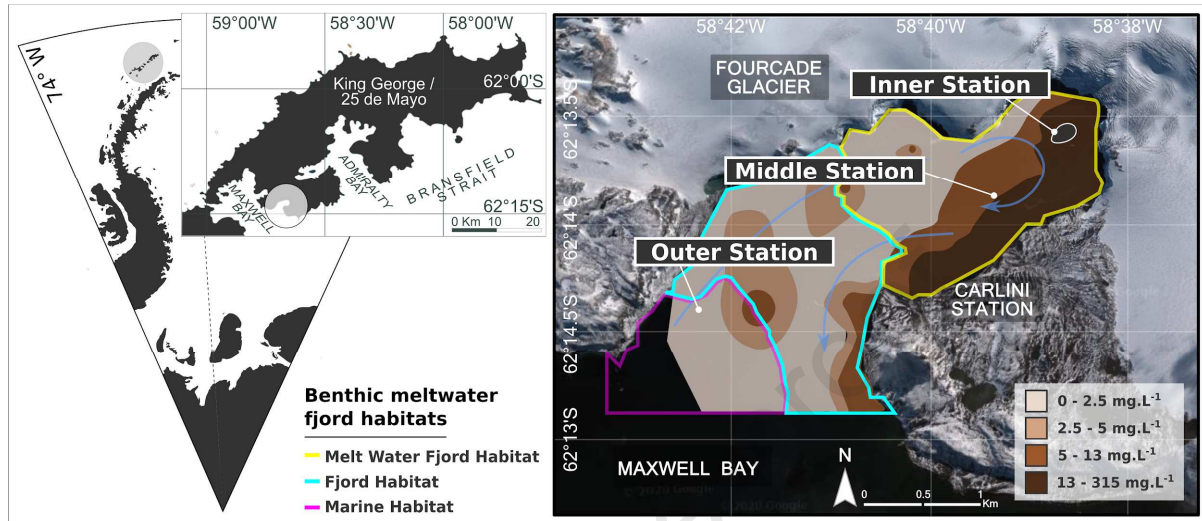 74° W
59°00'W
58°30'W
58°00'W
King George /
25 de Mayo
62°00'S
62°15'S
MAXWELL
BAY
ADMIRALTY
BAY
BRANSFIELD
STRAIT
0 Km 10 20
Benthic meltwater
fjord habitats
Melt Water Fjord Habitat
Fjord Habitat
Marine Habitat
58°42'W
58°40'W
58°38'W
62°13.5'S
62°14'S
62°14.5'S
62°13'S
FOURCADE
GLACIER
Inner Station
Middle Station
Outer Station
CARLINI
STATION
MAXWELL BAY
N
0 0.5 1
Km
0 - 2.5 mg.L⁻¹
2.5 - 5 mg.L⁻¹
5 - 13 mg.L⁻¹
13 - 315 mg.L⁻¹
© 2020 Google